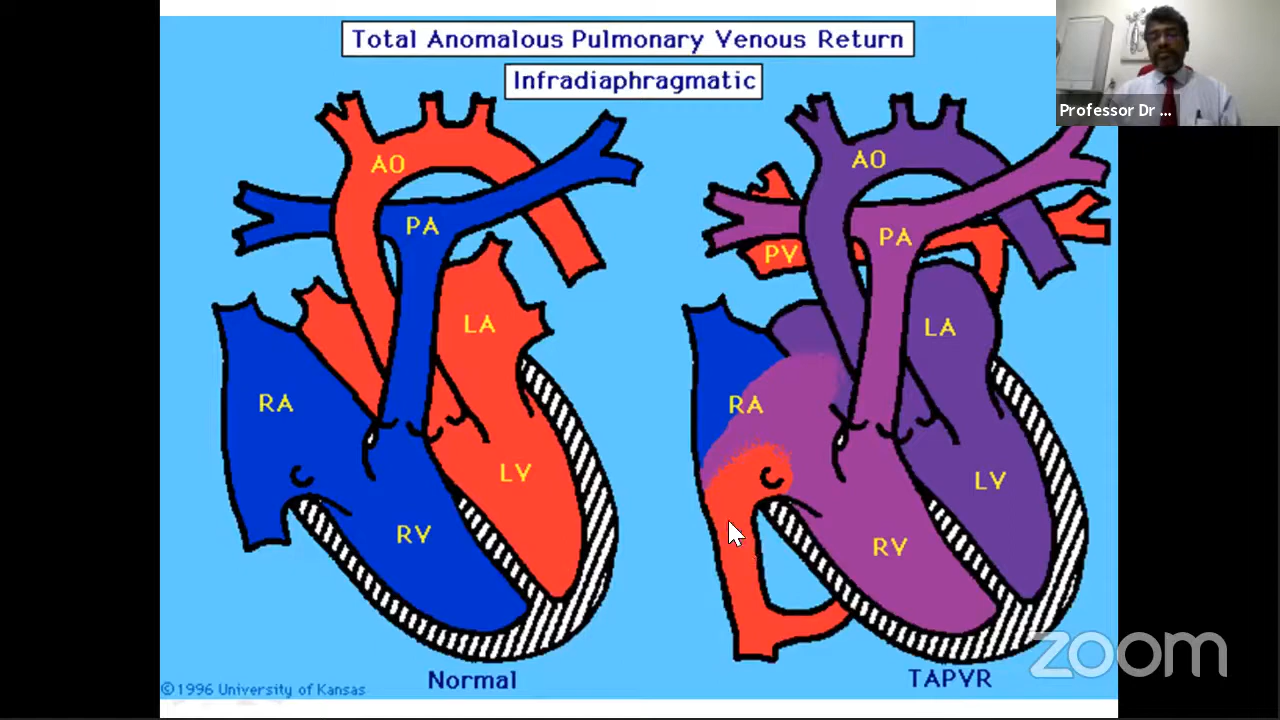 Total Anomalous Pulmonary Venous Return
Infradiaphragmatic
Professor Dr ...
AO
PA
LA
RA
LV
RV
AO
PV
PA
LA
RA
LV
RV
Normal
TAPVR
©1996 University of Kansas
zoom